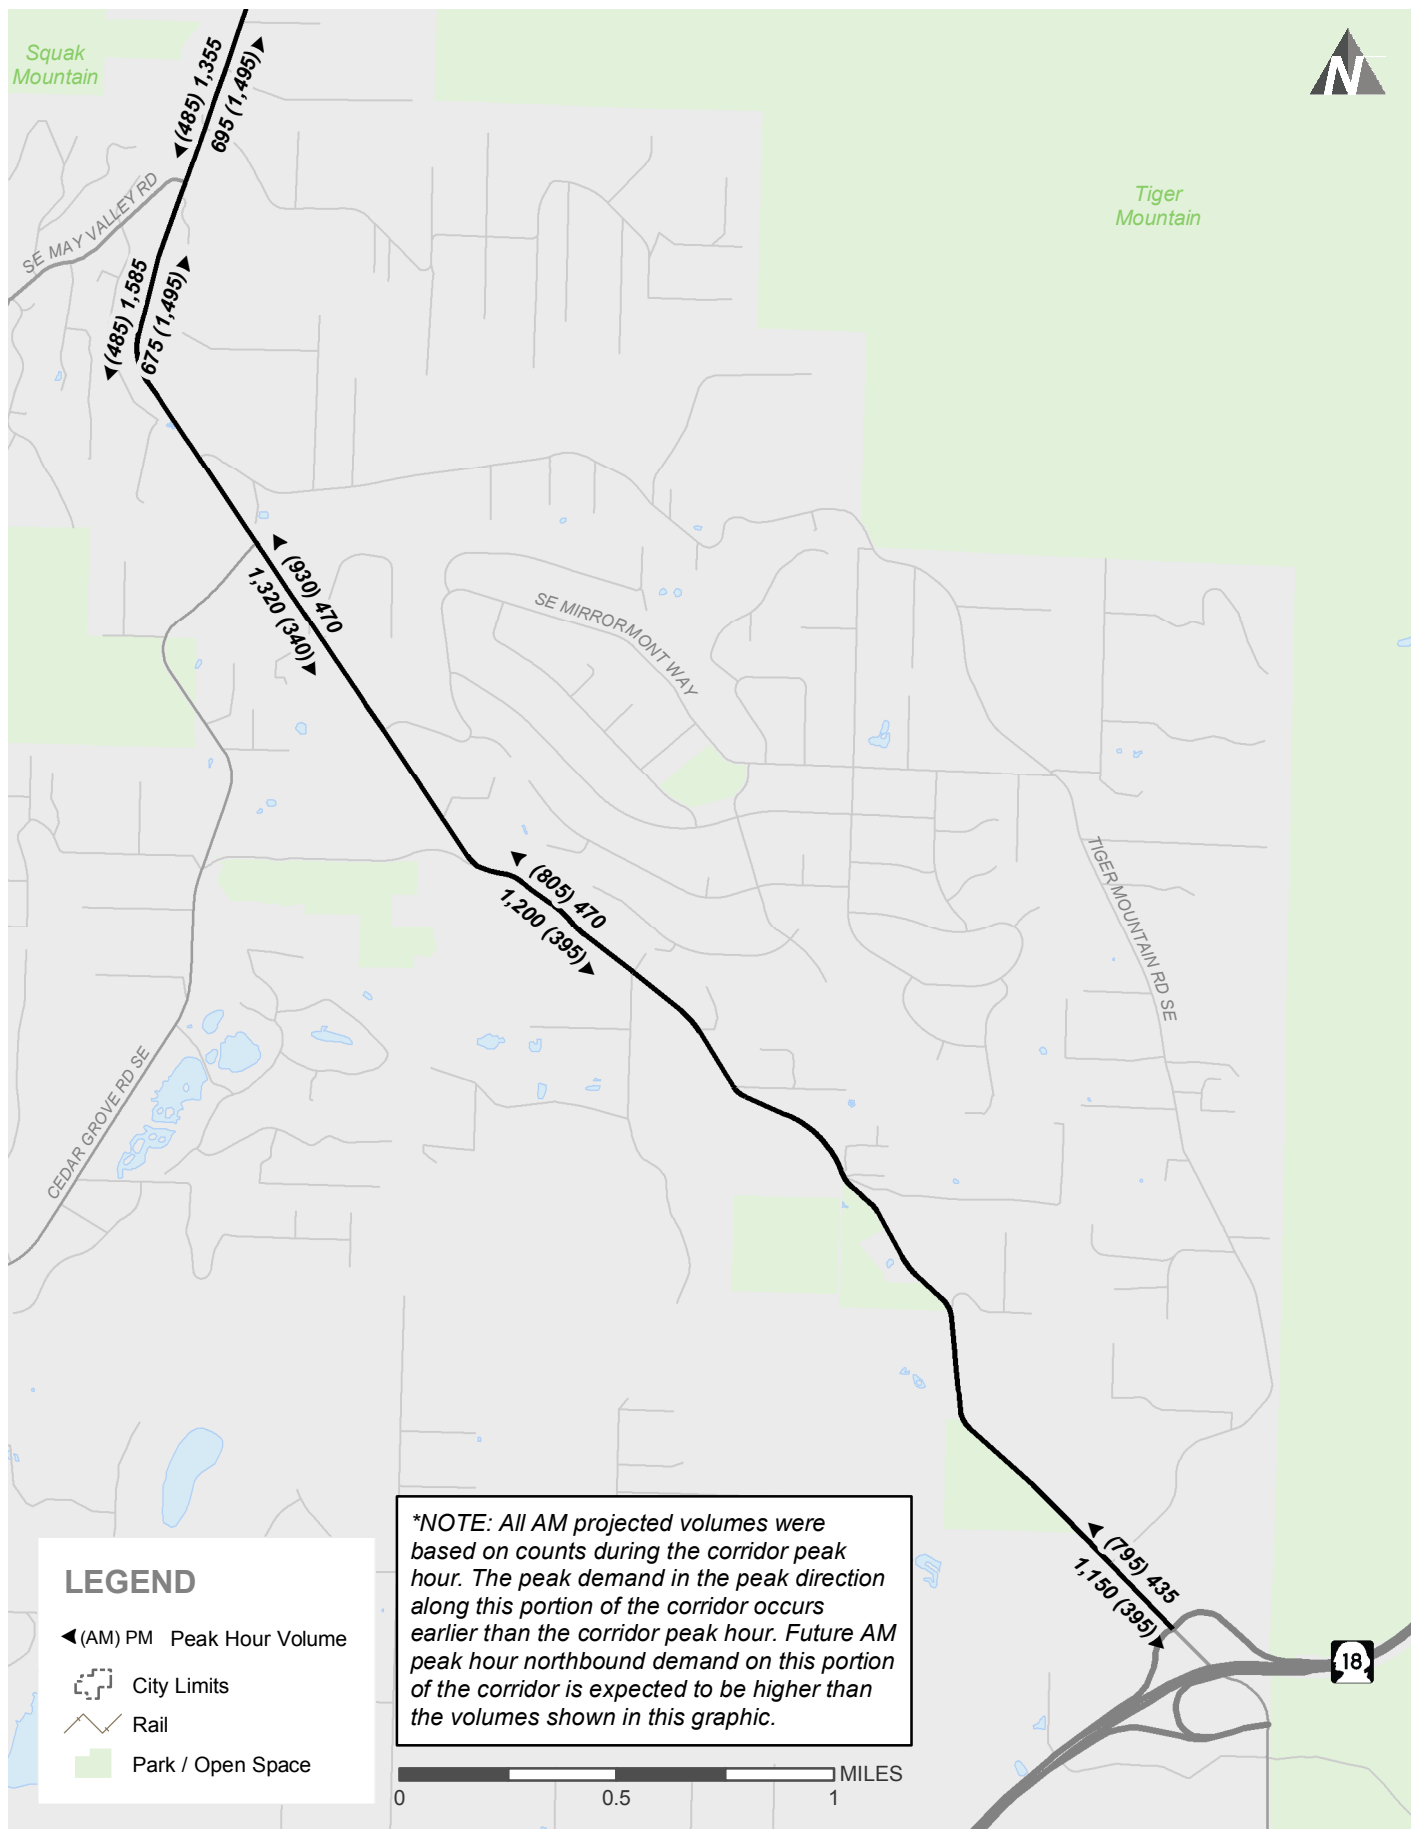 Squak
Mountain
N
(485) 1,355
695 (1,495)
Tiger
Mountain
SE MAY VALLEY RD
(485) 1,585
675 (1,495)
(930) 470
1,320 (340)
SE MIRRORMONT WAY
(805) 470
1,200 (395)
TIGER MOUNTAIN RD SE
CEDAR GROVE RD SE
(795) 435
1,150 (395)
18
*NOTE: All AM projected volumes were
based on counts during the corridor peak
hour. The peak demand in the peak direction
along this portion of the corridor occurs
earlier than the corridor peak hour. Future AM
peak hour northbound demand on this portion
of the corridor is expected to be higher than
the volumes shown in this graphic.
LEGEND
(AM) PM Peak Hour Volume
City Limits
Rail
Park / Open Space
MILES
0 0.5 1